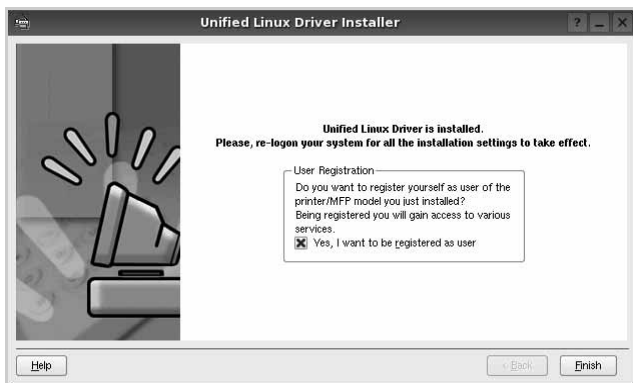 Unified Linux Driver Installer
Unified Linux Driver is installed.
Please, re-logon your system for all the installation settings to take effect.
User Registration
Do you want to register yourself as user of the
printer/MFP model you just installed?
Being registered you will gain access to various
services.
Yes, I want to be registered as user
Help
< Back
Finish